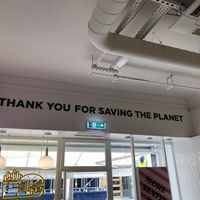 THANK YOU FOR SAVING THE PLANET